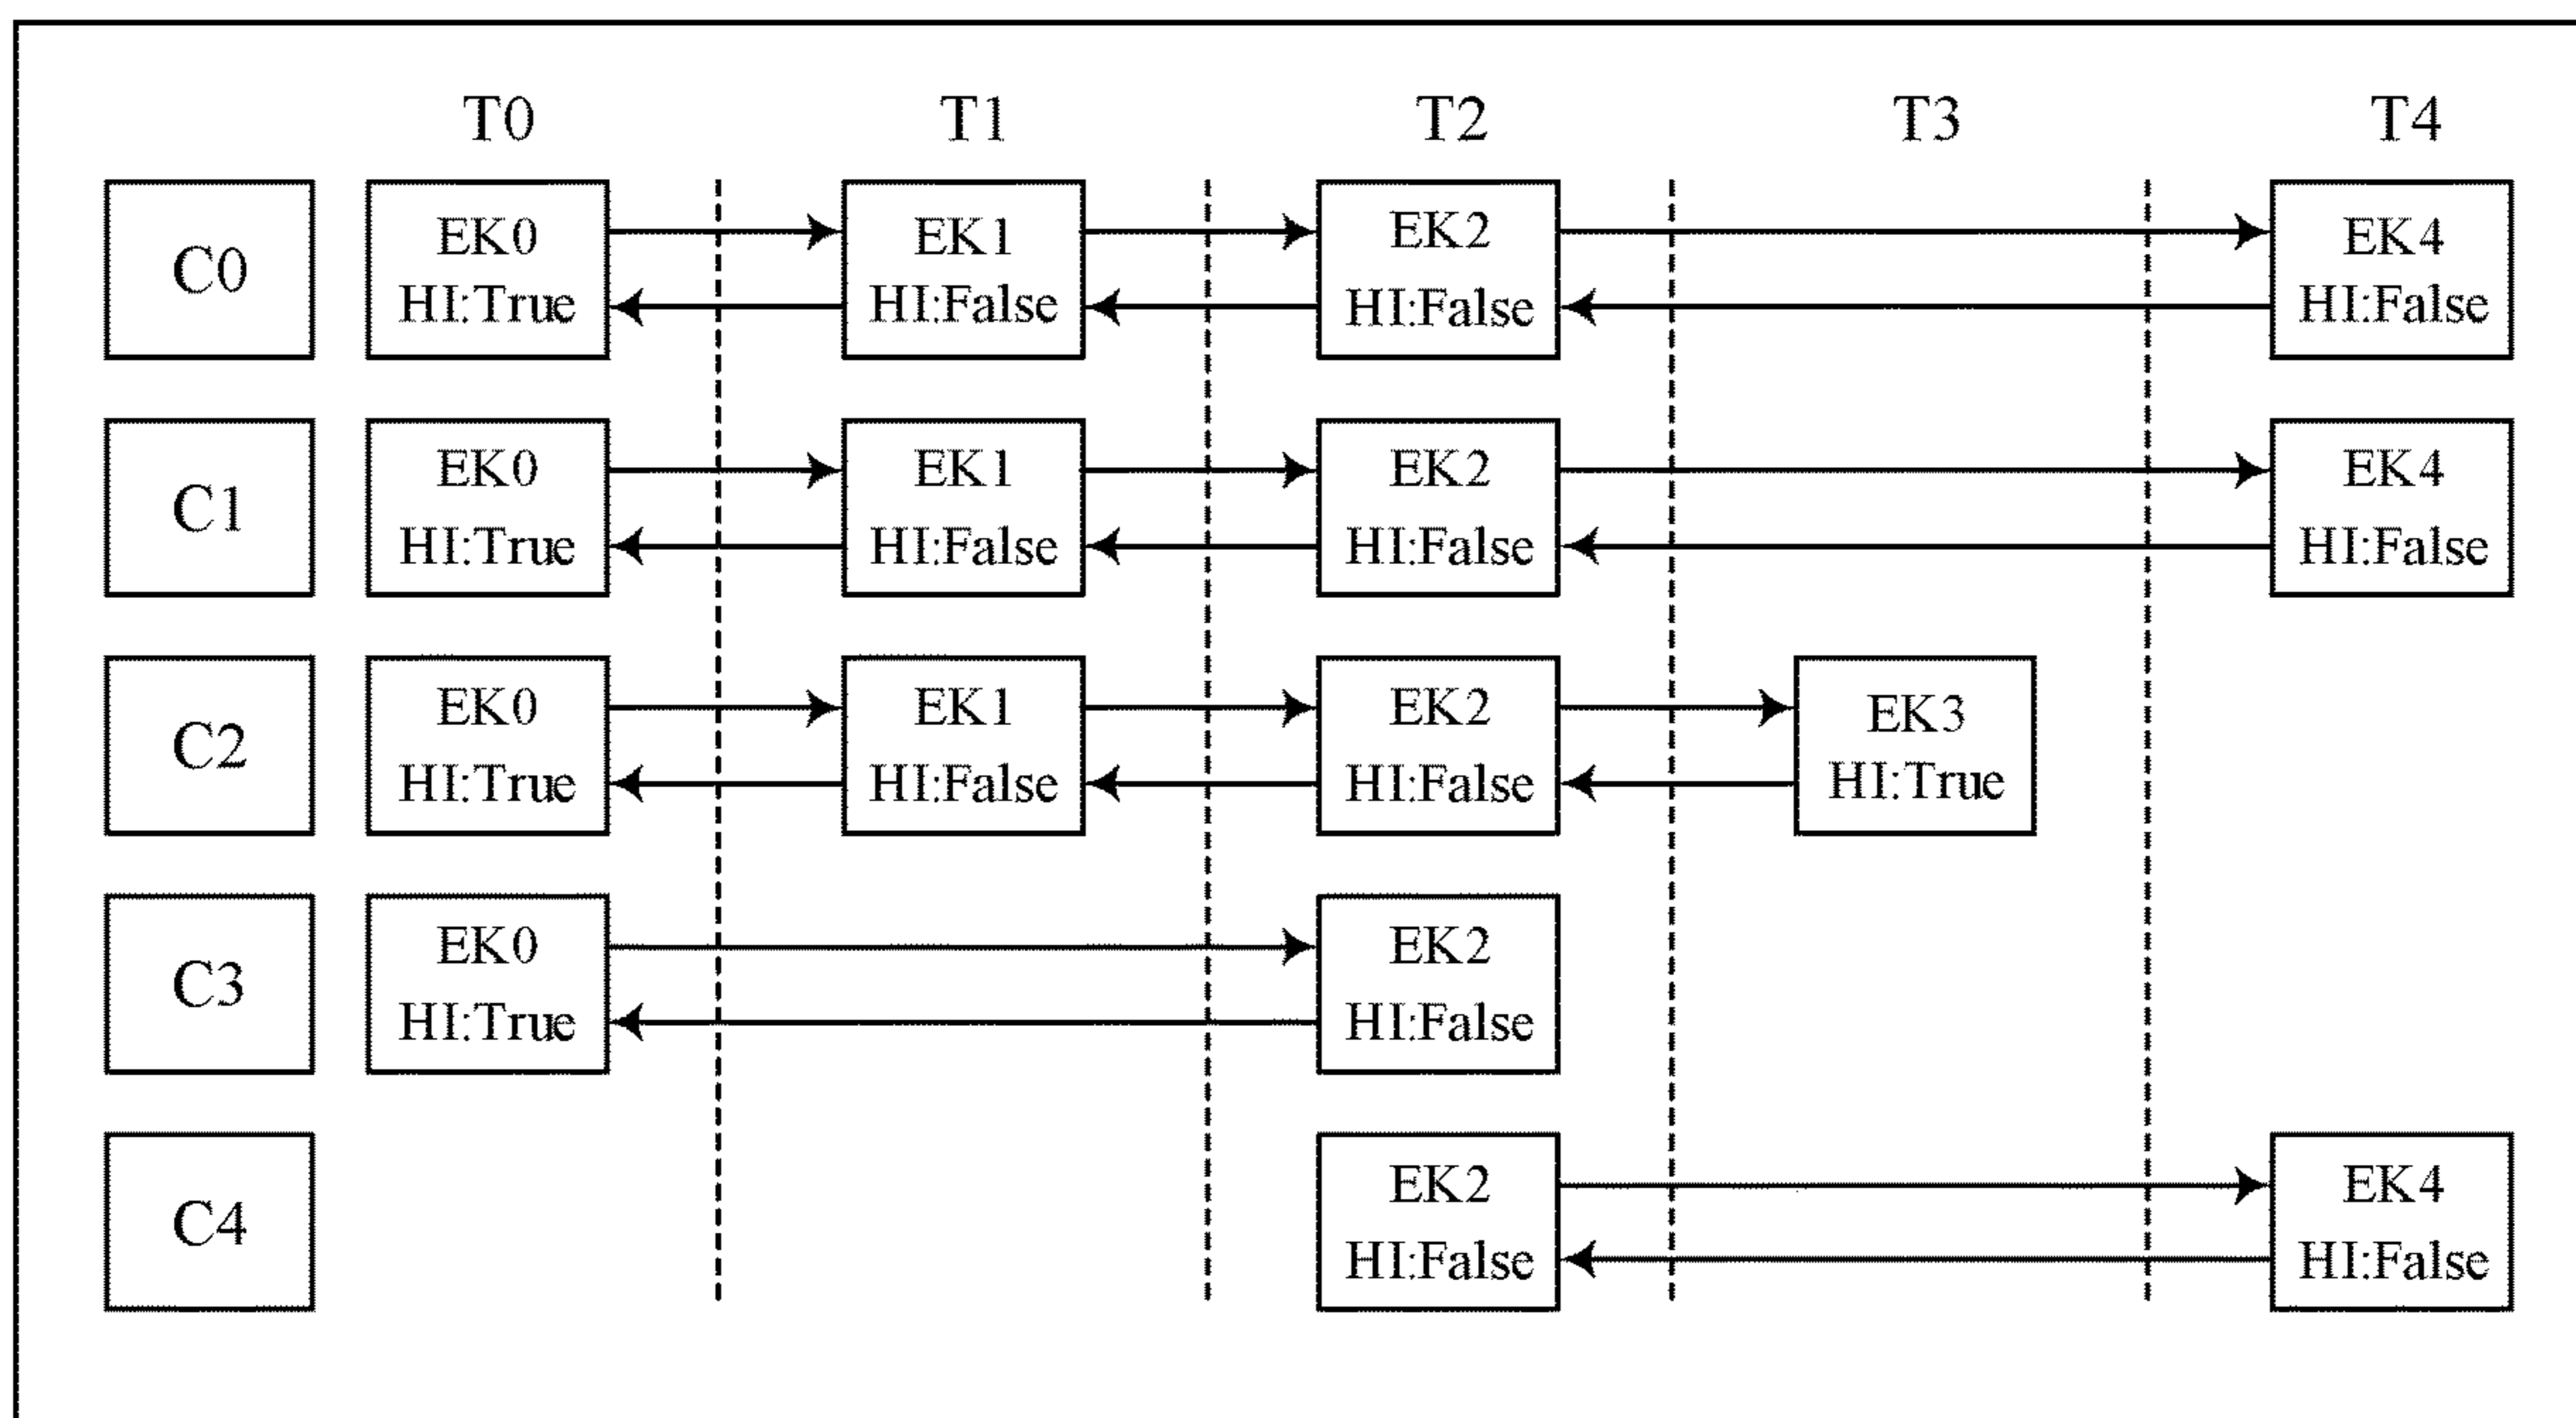 T0 T1 T2 T3 T4
C0
EK0
HI:True
EK1
HI:False
EK2
HI:False
EK4
HI:False
C1
EK0
HI:True
EK1
HI:False
EK2
HI:False
EK4
HI:False
C2
EK0
HI:True
EK1
HI:False
EK2
HI:False
EK3
HI:True
C3
EK0
HI:True
EK2
HI:False
C4
EK2
HI:False
EK4
HI:False